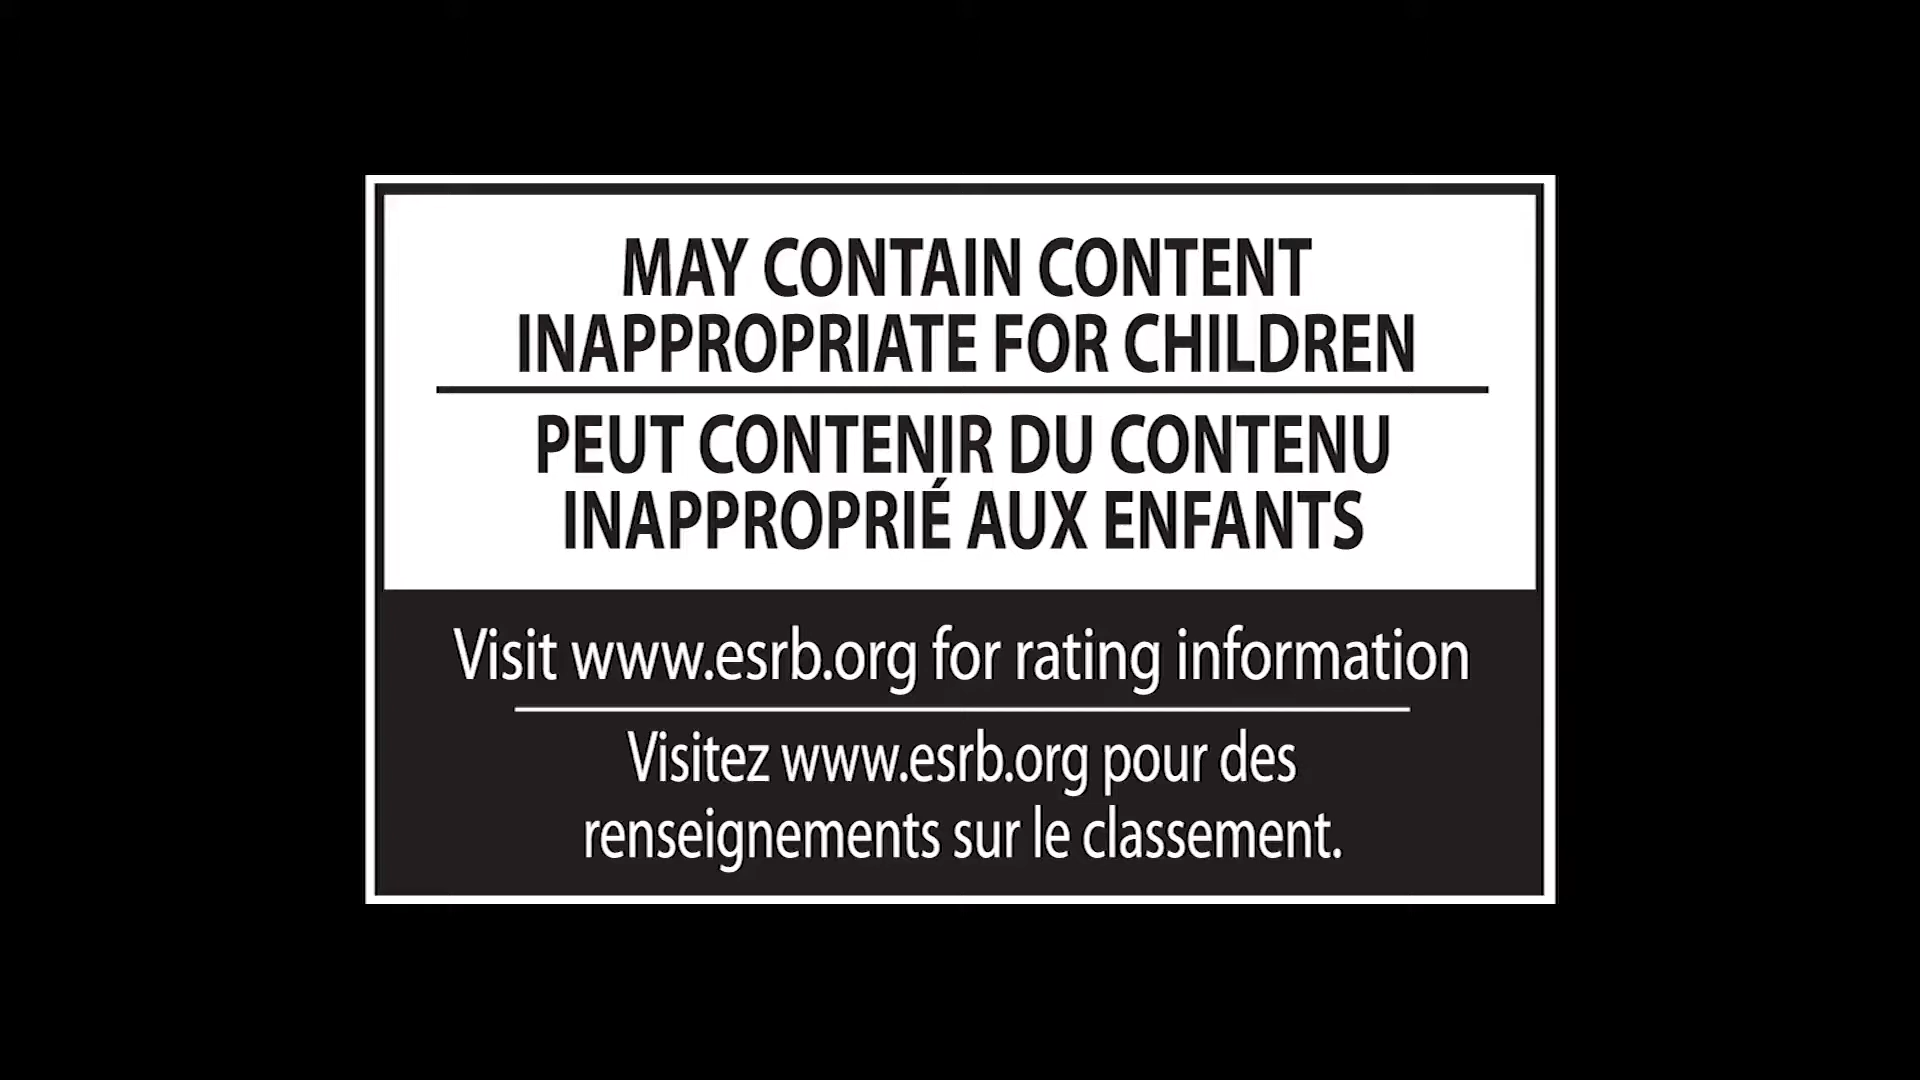 MAY CONTAIN CONTENT
INAPPROPRIATE FOR CHILDREN
PEUT CONTENIR DU CONTENU
INAPPROPRIÉ AUX ENFANTS
Visit www.esrb.org for rating information
Visitez www.esrb.org pour des
renseignements sur le classement.